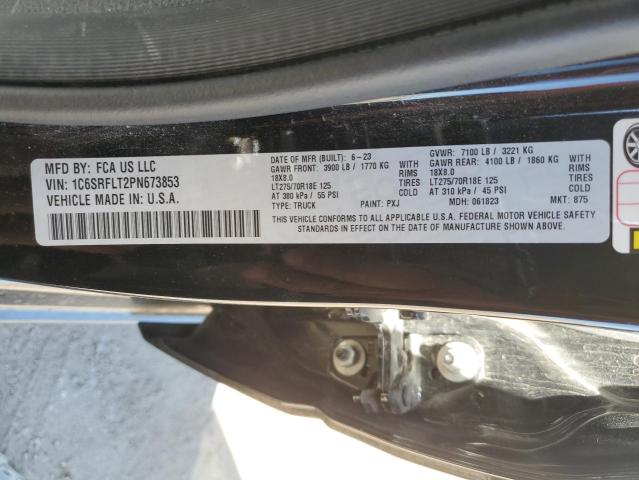 MFD BY: FCA US LLC
VIN: 1C6SRFLT2PN673853
VEHICLE MADE IN: U.S.A.
DATE OF MFR (BUILT): 6-23 GVWR: 7100 LB / 3221 KG
GAWR FRONT: 3900 LB / 1770 KG WITH GAWR REAR: 4100 LB / 1860 KG WITH
18X8.0 RIMS 18X8.0 RIMS
LT275/70R18E 125 TIRES LT275/70R18E 125 TIRES
AT 380 kPa / 55 PSI AT 310 kPa / 45 PSI
TYPE: TRUCK PAINT: PXJ MDH: 061823 MKT: 875
THIS VEHICLE CONFORMS TO ALL APPLICABLE U.S.A. FEDERAL MOTOR VEHICLE SAFETY
STANDARDS IN EFFECT ON THE DATE OF MANUFACTURE SHOWN ABOVE.